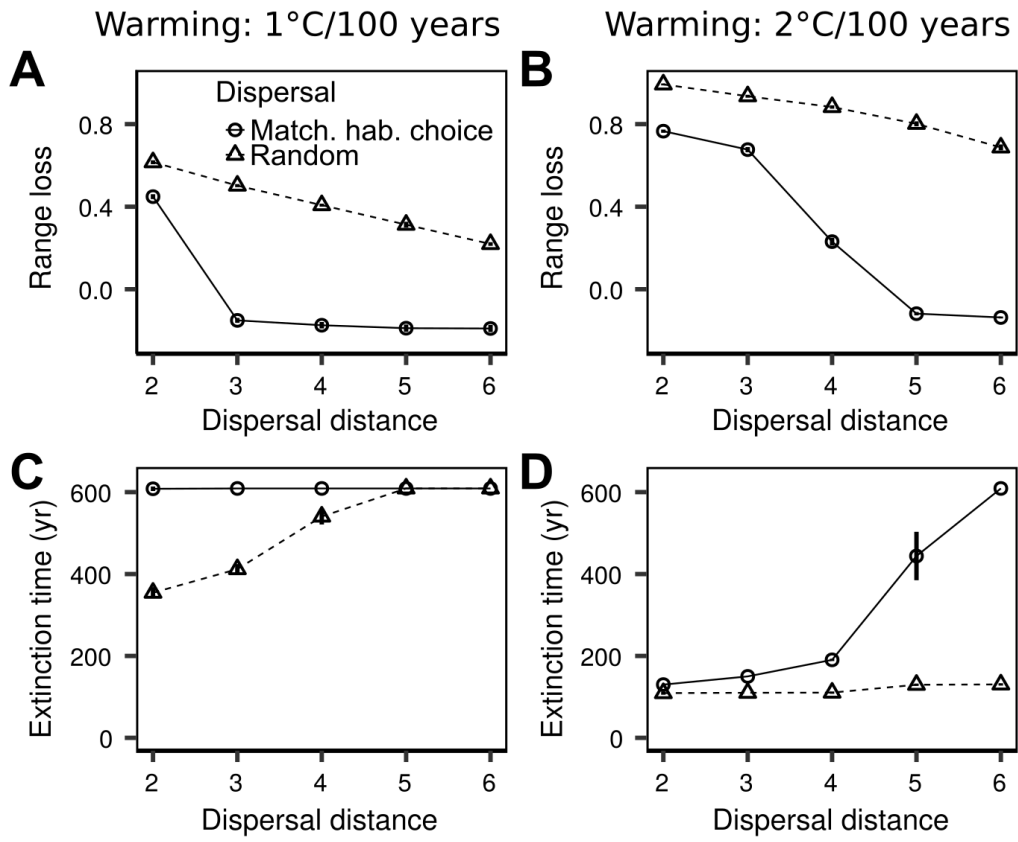 Warming: 1°C/100 years
Warming: 2°C/100 years
A
Dispersal
Match. hab. choice
Random
Range loss
0.8
0.4
0.0
2 3 4 5 6
Dispersal distance
B
Range loss
0.8
0.4
0.0
2 3 4 5 6
Dispersal distance
C
Extinction time (yr)
600
400
200
0
2 3 4 5 6
Dispersal distance
D
Extinction time (yr)
600
400
200
0
2 3 4 5 6
Dispersal distance